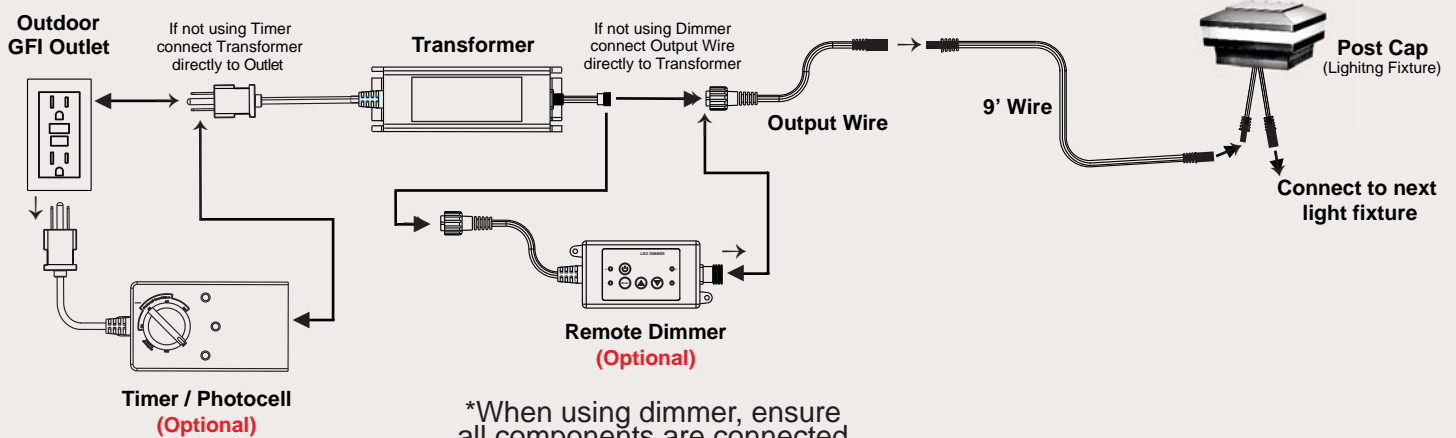 Outdoor
GFI Outlet
If not using Timer
connect Transformer
directly to Outlet
Transformer
If not using Dimmer
connect Output Wire
directly to Transformer
Output Wire
9' Wire
Post Cap
(Lighitng Fixture)
Connect to next
light fixture
LED DIMMER
Remote Dimmer
(Optional)
Timer / Photocell
(Optional)
*When using dimmer, ensure
all components are connected